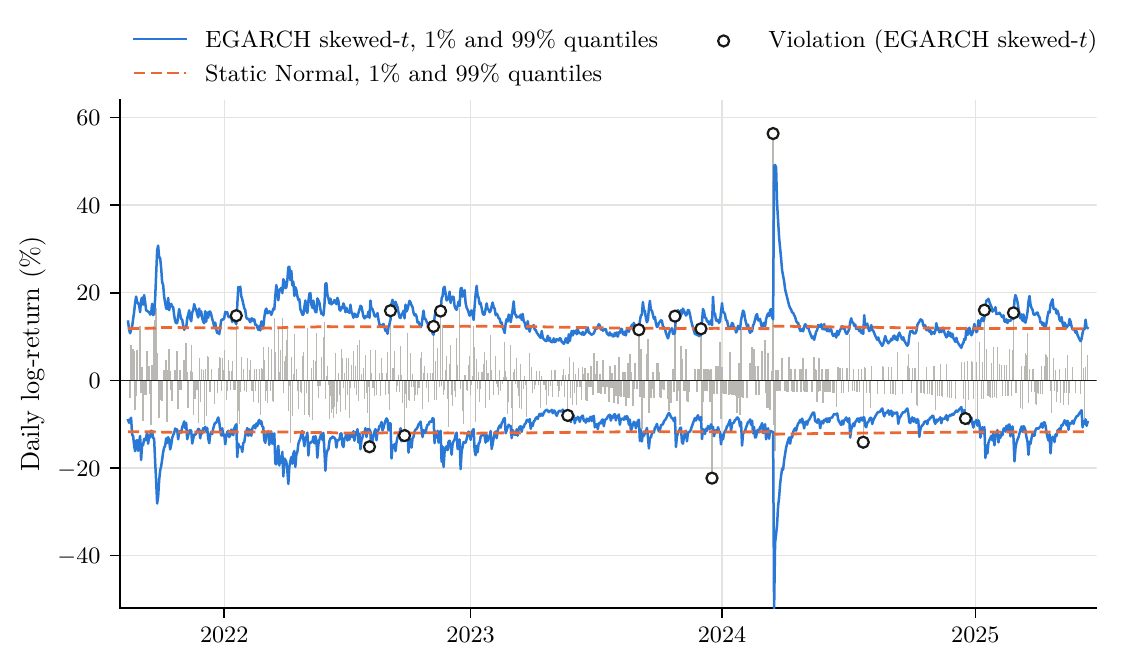 EGARCH skewed-t, 1% and 99% quantiles
Violation (EGARCH skewed-t)
Static Normal, 1% and 99% quantiles
Daily log-return (%)
60
40
20
0
−20
−40
2022
2023
2024
2025